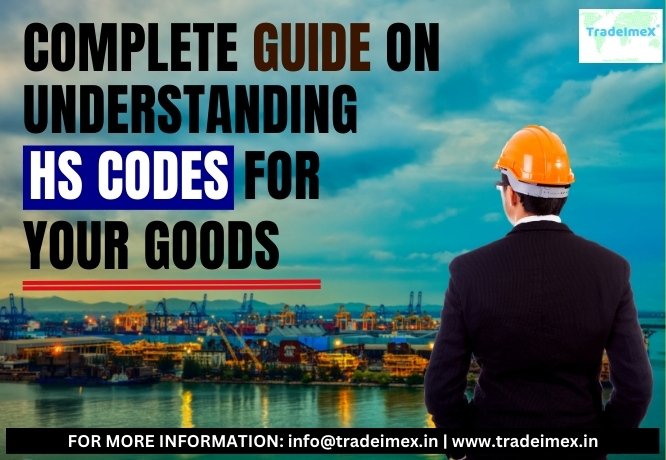 COMPLETE GUIDE ON
UNDERSTANDING
HS CODES FOR
YOUR GOODS
TradeImeX®
FOR MORE INFORMATION: info@tradeimex.in | www.tradeimex.in